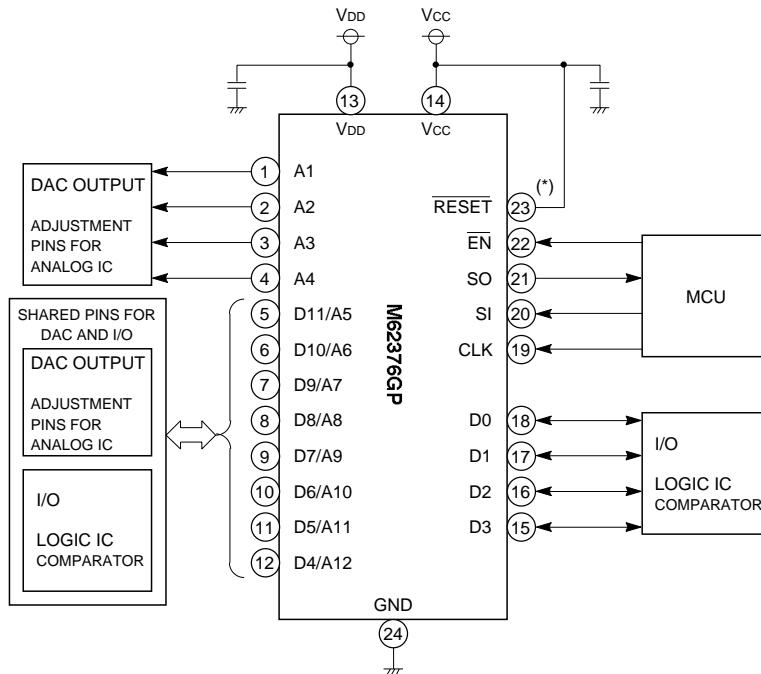 VDD
VCC
13
14
VDD
VCC
DAC OUTPUT
ADJUSTMENT
PINS FOR
ANALOG IC
1 A1
2 A2
3 A3
4 A4
SHARED PINS FOR
DAC AND I/O
DAC OUTPUT
ADJUSTMENT
PINS FOR
ANALOG IC
I/O
LOGIC IC
COMPARATOR
5 D11/A5
6 D10/A6
7 D9/A7
8 D8/A8
9 D7/A9
10 D6/A10
11 D5/A11
12 D4/A12
M62376GP
(*)
RESET 23
EN 22
SO 21
SI 20
CLK 19
MCU
D0 18
D1 17
D2 16
D3 15
I/O
LOGIC IC
COMPARATOR
GND
24